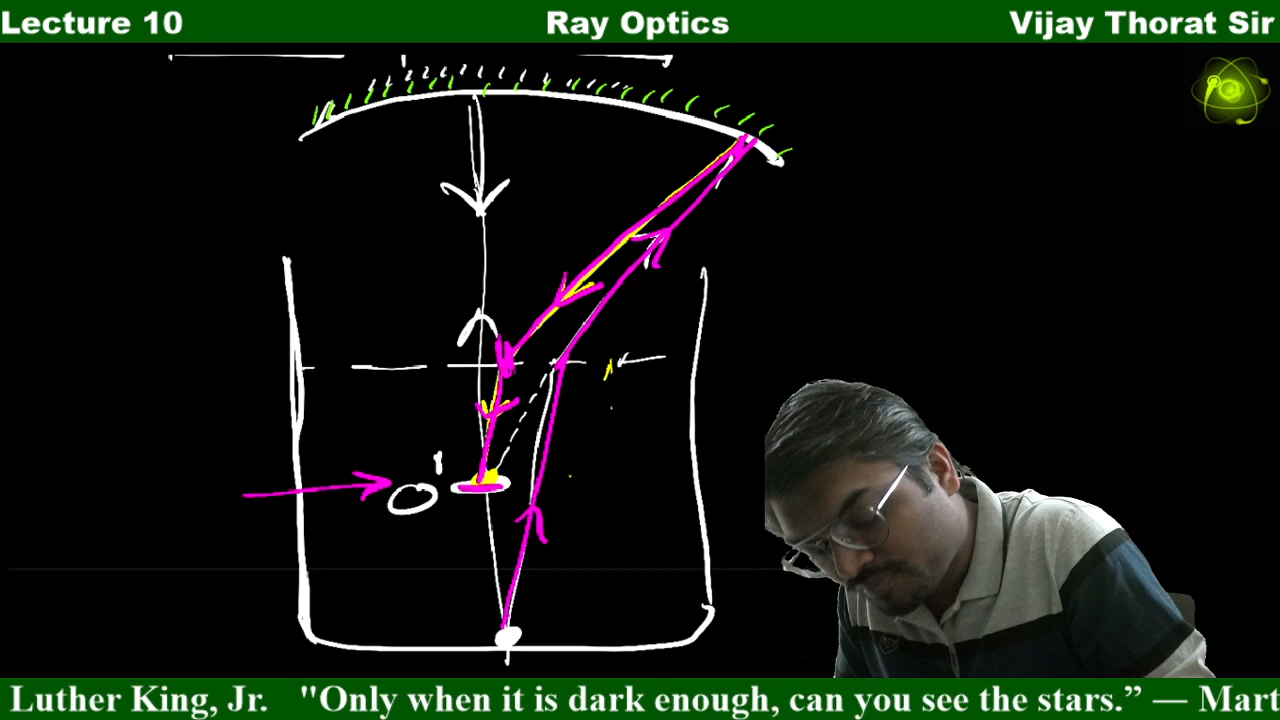 Lecture 10 Ray Optics Vijay Thorat Sir
O'
Luther King, Jr. "Only when it is dark enough, can you see the stars.” — Mart